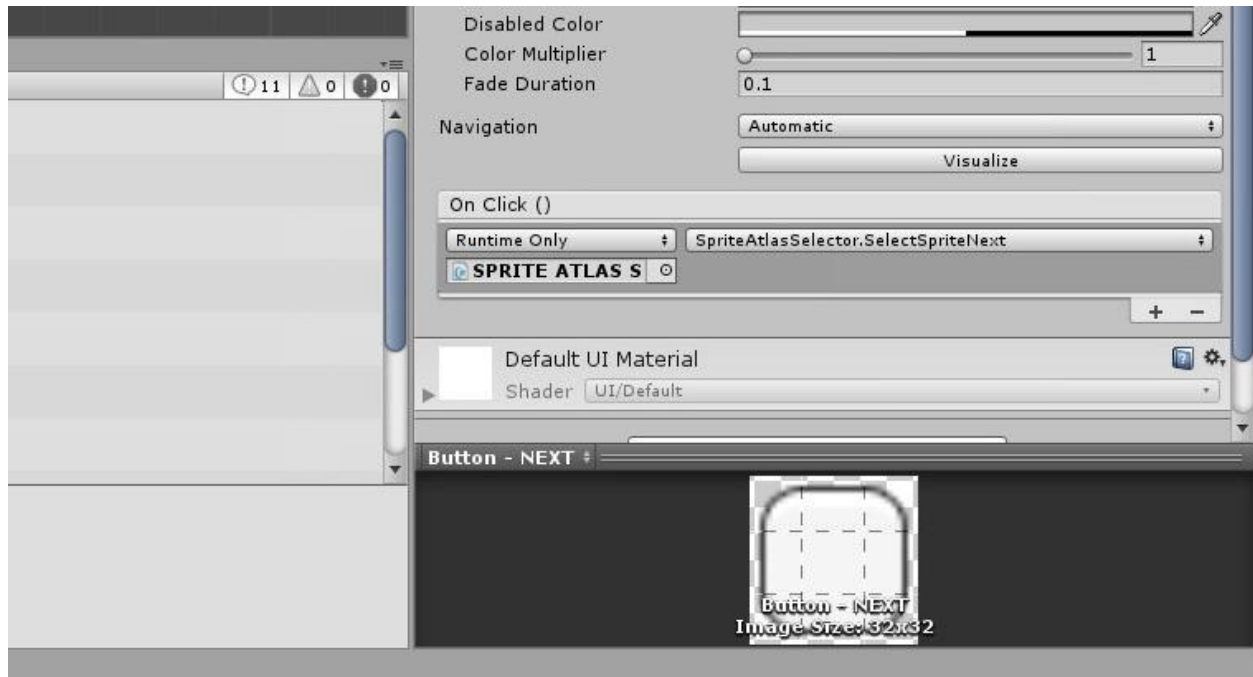 Disabled Color
Color Multiplier 1
11 0 0
Fade Duration 0.1
Navigation Automatic
Visualize
On Click ()
Runtime Only SpriteAtlasSelector.SelectSpriteNext
SPRITE ATLAS S
+ −
Default UI Material
Shader UI/Default
Button - NEXT
Button - NEXT
Image Size: 32x32